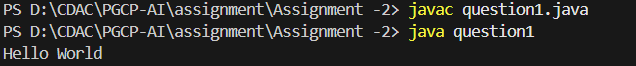 PS D:\CDAC\PGCP-AI\assignment\Assignment -2> javac question1.java
PS D:\CDAC\PGCP-AI\assignment\Assignment -2> java question1
Hello World